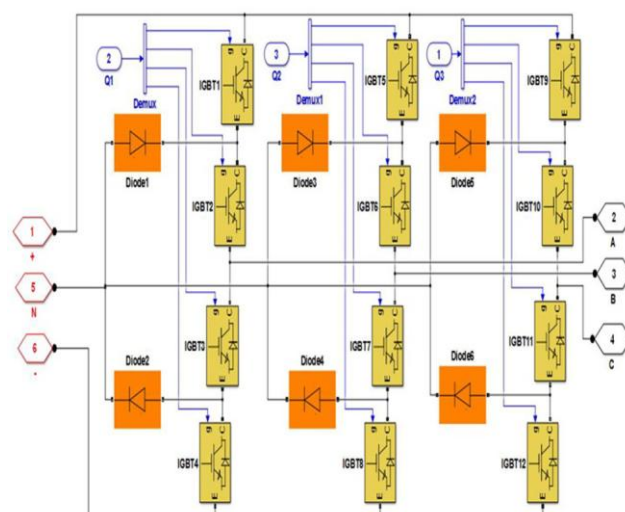 2
Q1
Demux
g C
IGBT1
E
3
Q2
Demux1
g C
IGBT5
E
1
Q3
Demux2
g C
IGBT9
E
Diode1
Diode3
Diode5
g C
IGBT2
E
g C
IGBT6
E
g C
IGBT10
E
1
+
2
A
5
N
3
B
6
-
4
C
g C
IGBT3
E
g C
IGBT7
E
g C
IGBT11
E
Diode2
Diode4
Diode6
g C
IGBT4
E
g C
IGBT8
E
g C
IGBT12
E